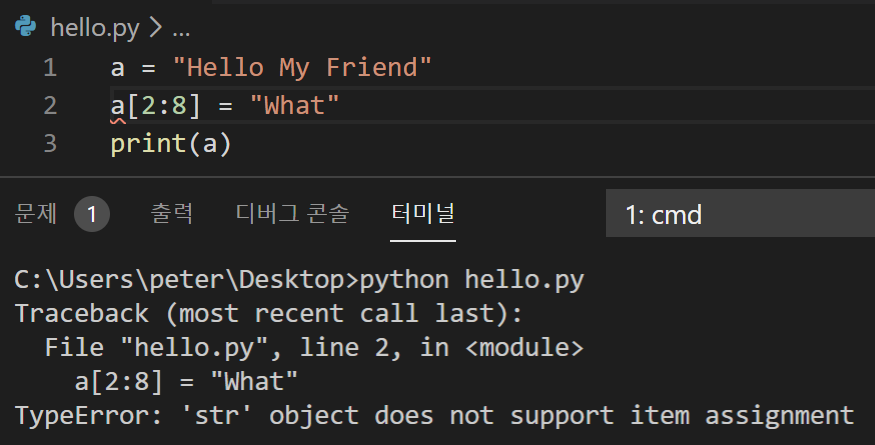 hello.py > ...
1 a = "Hello My Friend"
2 a[2:8] = "What"
3 print(a)
문제 1 출력 디버그 콘솔 터미널 1: cmd
C:\Users\peter\Desktop>python hello.py
Traceback (most recent call last):
  File "hello.py", line 2, in <module>
    a[2:8] = "What"
TypeError: 'str' object does not support item assignment